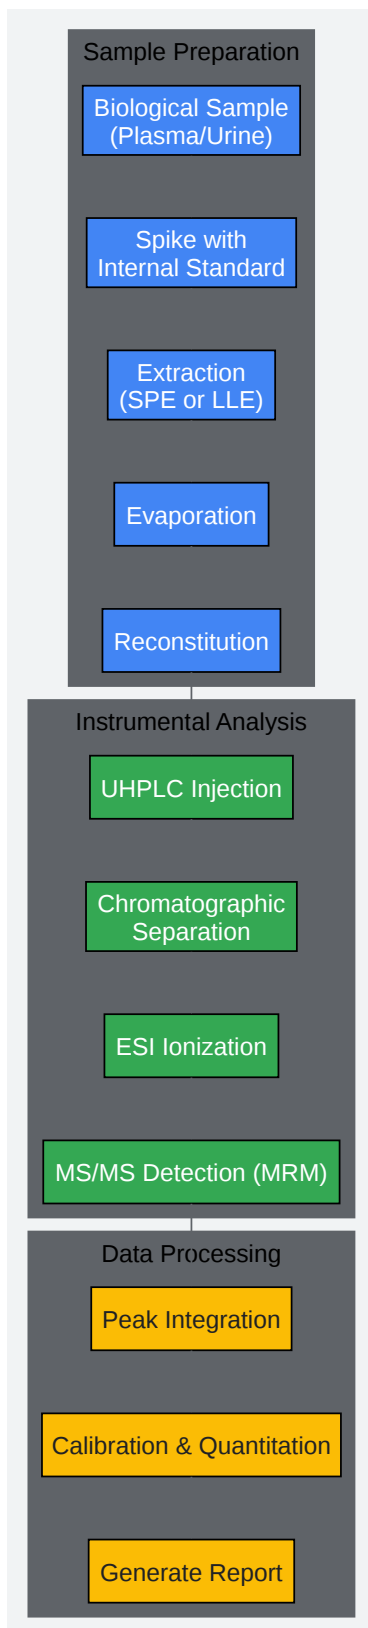 Sample Preparation
Biological Sample
(Plasma/Urine)
Spike with
Internal Standard
Extraction
(SPE or LLE)
Evaporation
Reconstitution
Instrumental Analysis
UHPLC Injection
Chromatographic
Separation
ESI Ionization
MS/MS Detection (MRM)
Data Processing
Peak Integration
Calibration & Quantitation
Generate Report